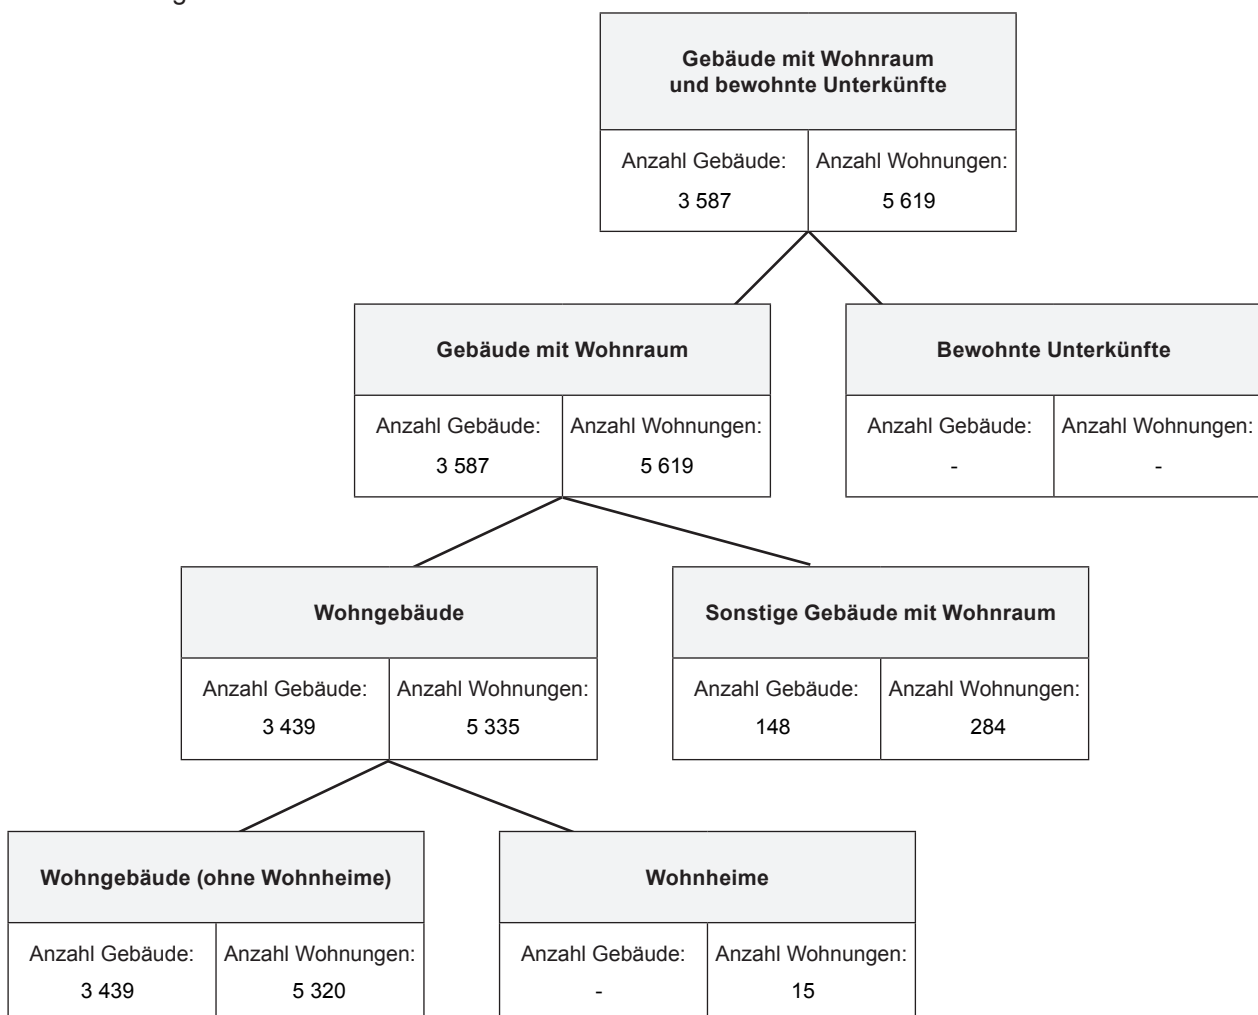 Gebäude mit Wohnraum
und bewohnte Unterkünfte
Anzahl Gebäude: Anzahl Wohnungen:
3 587 5 619
Gebäude mit Wohnraum
Anzahl Gebäude: Anzahl Wohnungen:
3 587 5 619
Bewohnte Unterkünfte
Anzahl Gebäude: Anzahl Wohnungen:
- -
Wohngebäude
Anzahl Gebäude: Anzahl Wohnungen:
3 439 5 335
Sonstige Gebäude mit Wohnraum
Anzahl Gebäude: Anzahl Wohnungen:
148 284
Wohngebäude (ohne Wohnheime)
Anzahl Gebäude: Anzahl Wohnungen:
3 439 5 320
Wohnheime
Anzahl Gebäude: Anzahl Wohnungen:
- 15